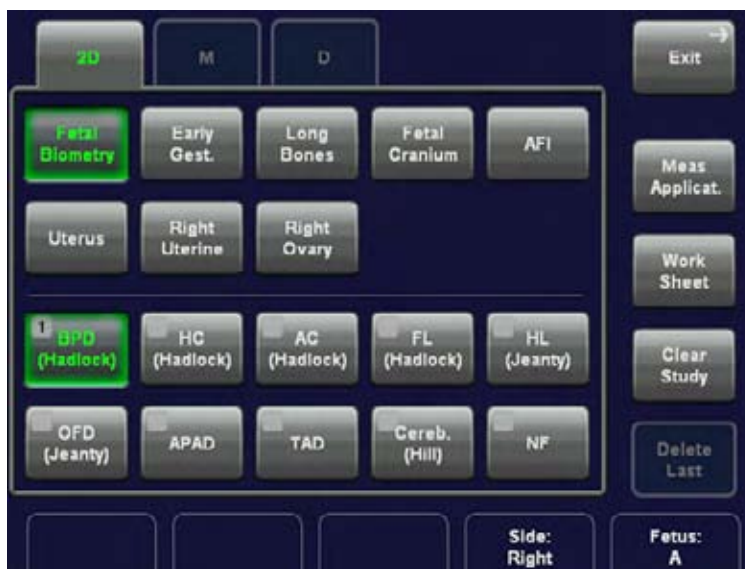 2D
M
D
Exit
Fetal
Biometry
Early
Gest.
Long
Bones
Fetal
Cranium
AFI
Meas
Applicat.
Uterus
Right
Uterine
Right
Ovary
Work
Sheet
1
BPD
(Hadlock)
HC
(Hadlock)
AC
(Hadlock)
FL
(Hadlock)
HL
(Jeanty)
Clear
Study
OFD
(Jeanty)
APAD
TAD
Cereb.
(Hill)
NF
Delete
Last
Side:
Right
Fetus:
A